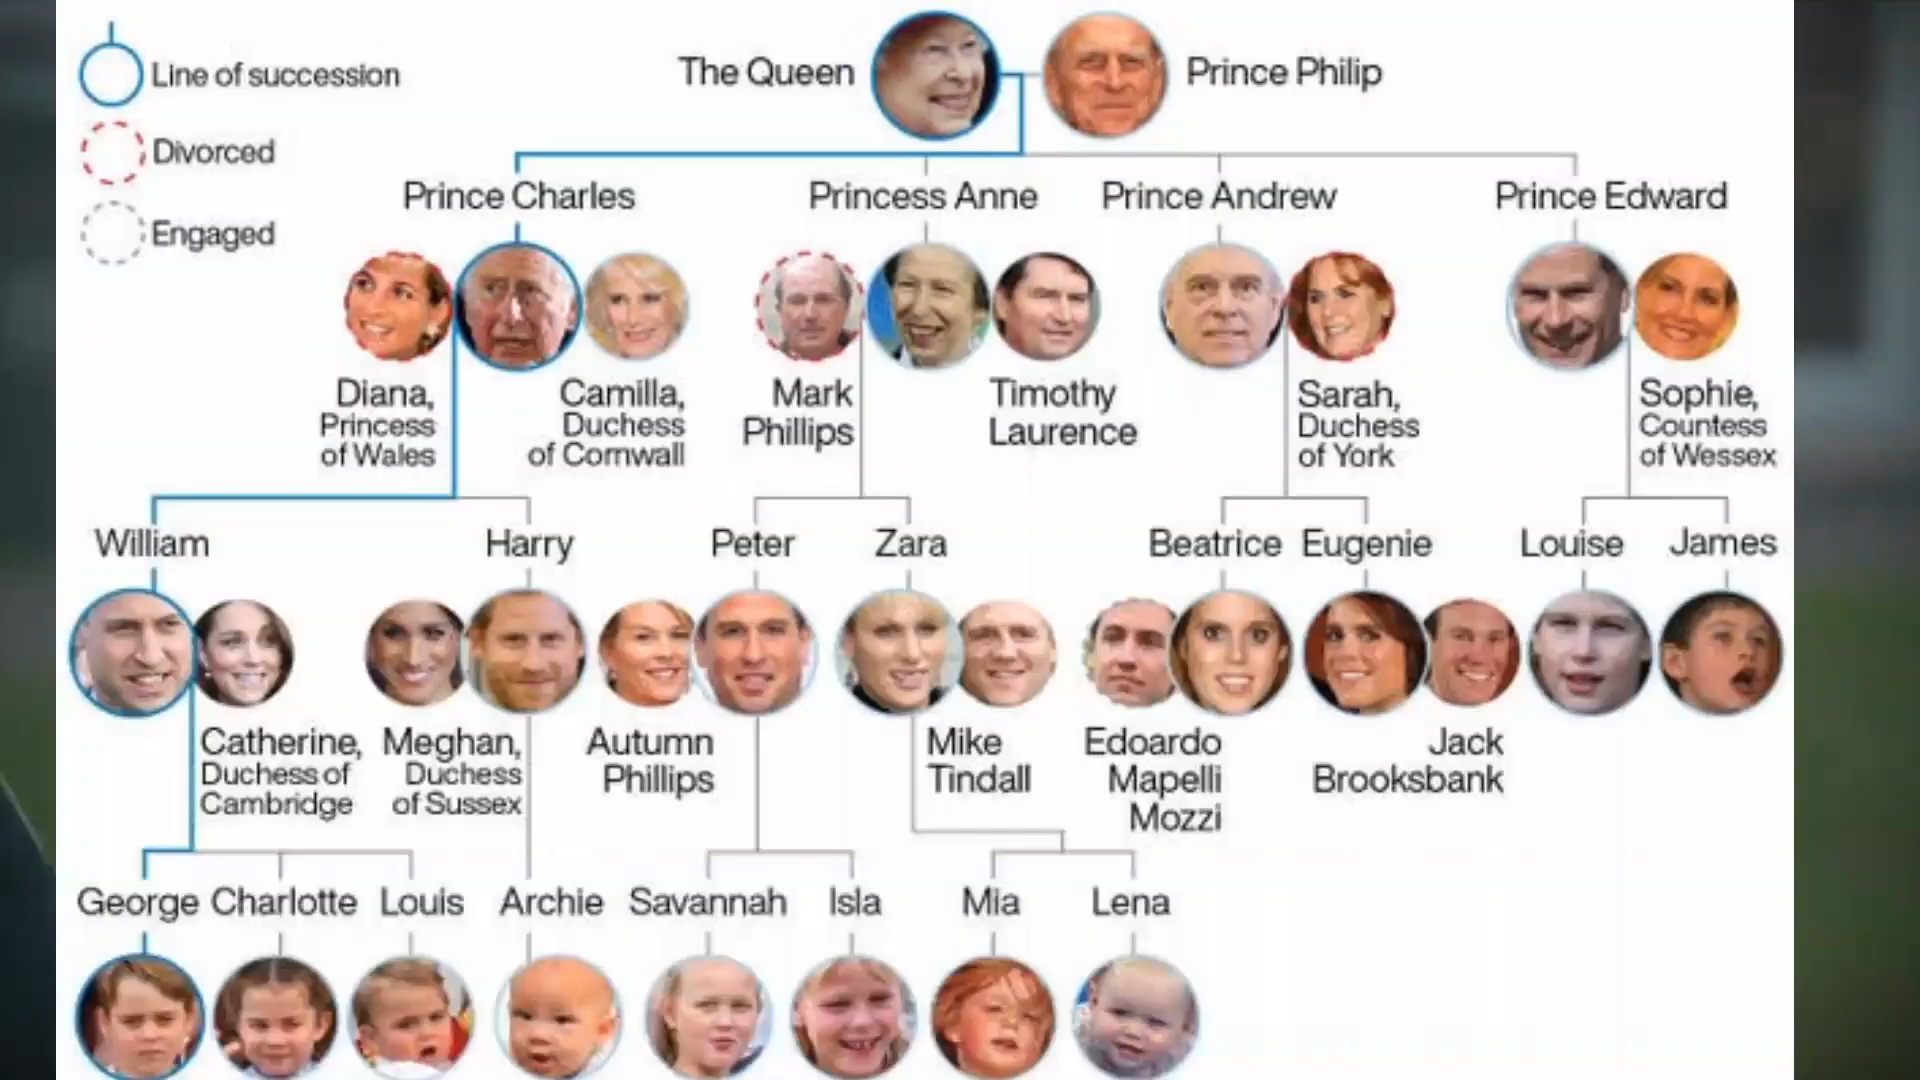 Line of succession
Divorced
Engaged
The Queen
Prince Philip
Prince Charles
Princess Anne
Prince Andrew
Prince Edward
Diana,
Princess
of Wales
Camilla,
Duchess
of Cornwall
Mark
Phillips
Timothy
Laurence
Sarah,
Duchess
of York
Sophie,
Countess
of Wessex
William
Harry
Peter
Zara
Beatrice
Eugenie
Louise
James
Catherine,
Duchess of
Cambridge
Meghan,
Duchess
of Sussex
Autumn
Phillips
Mike
Tindall
Edoardo
Mapelli
Mozzi
Jack
Brooksbank
George
Charlotte
Louis
Archie
Savannah
Isla
Mia
Lena